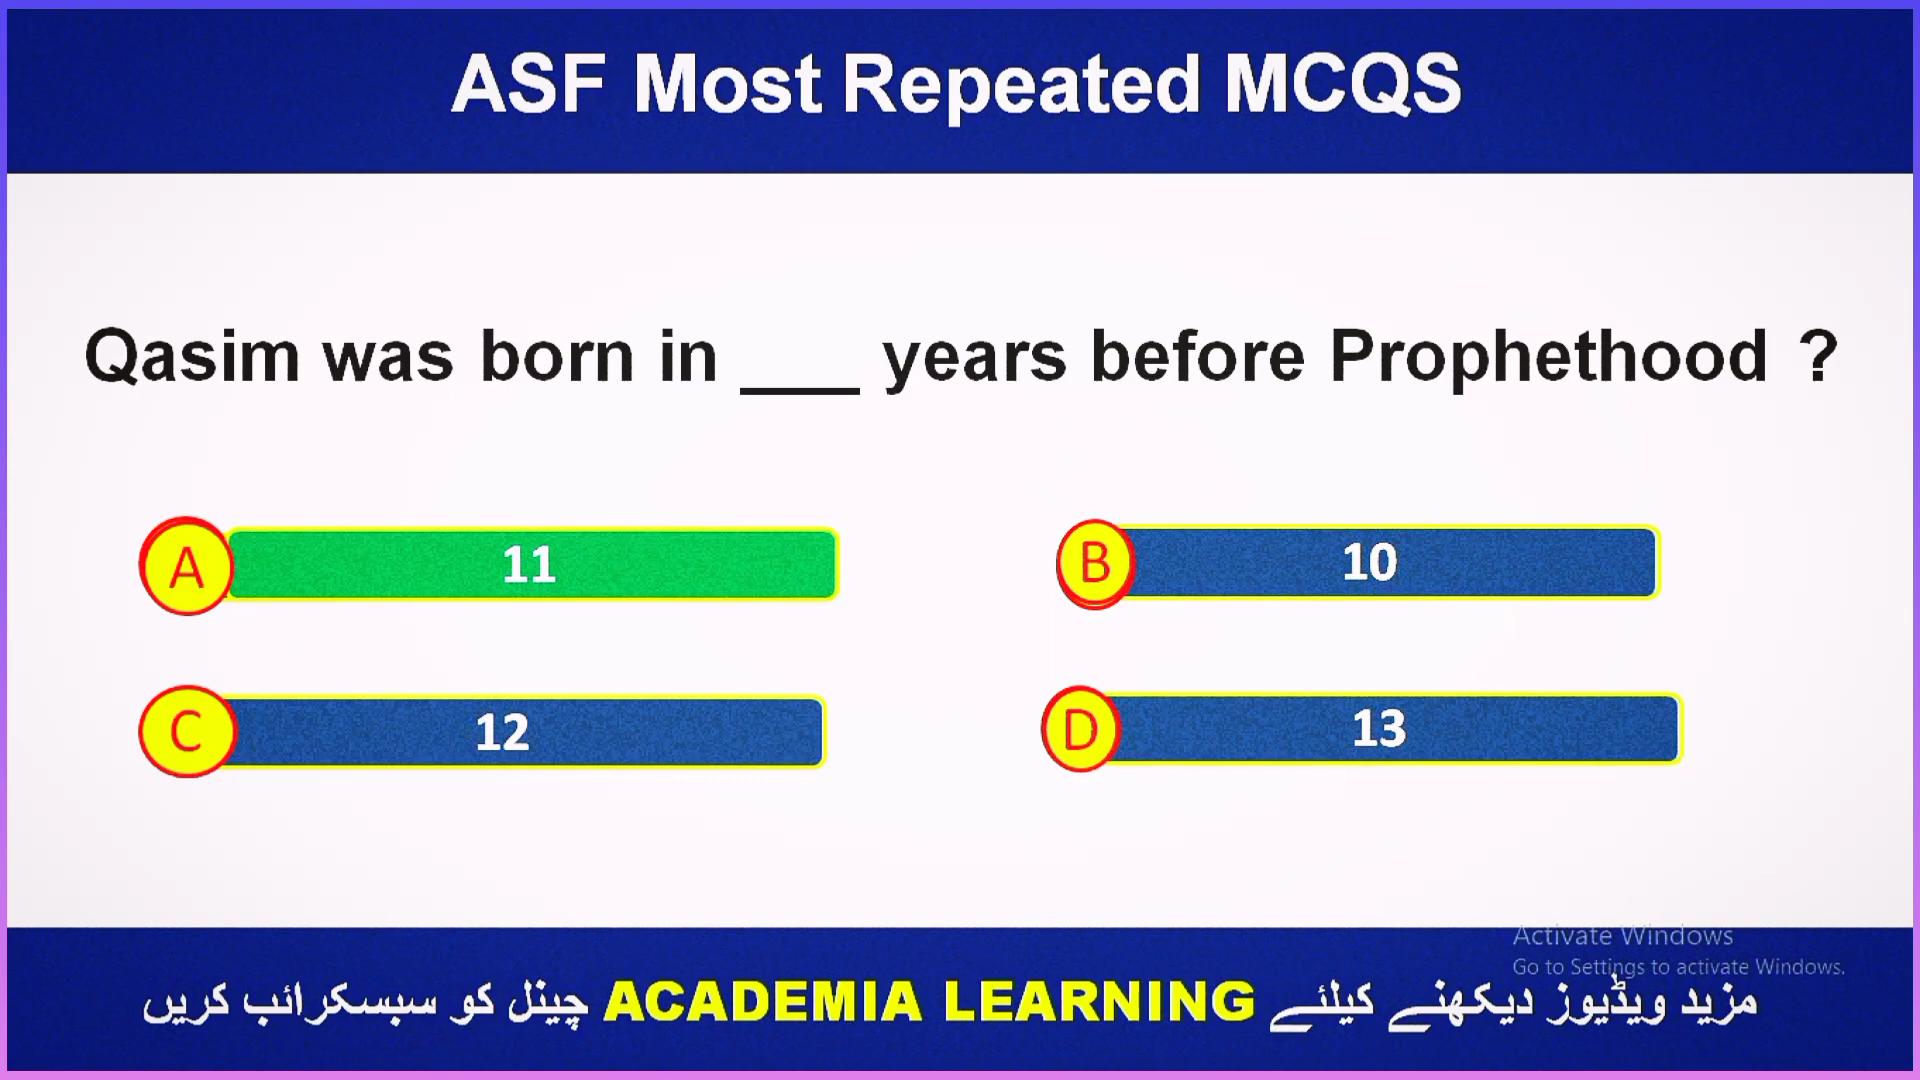 ASF Most Repeated MCQS
Qasim was born in ___ years before Prophethood ?
A 11
B 10
C 12
D 13
Activate Windows
Go to Settings to activate Windows.
مزید ویڈیوز دیکھنے کیلئے ACADEMIA LEARNING چینل کو سبسکرائب کریں